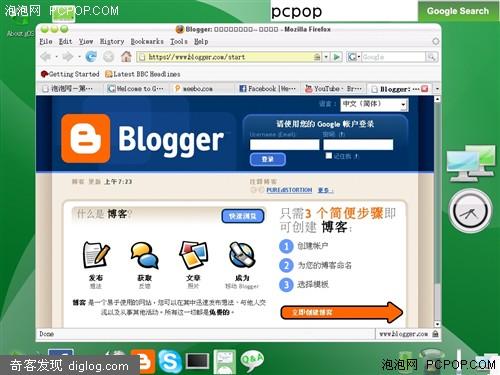 泡泡网 PCPOP.COM
pcpop
Google Search
泡泡网 PCPOP.COM
About gOS
Blogger: - Mozilla Firefox
File Edit View History Bookmarks Tools Help
https://www.blogger.com/start
Google
Getting Started Latest BBC Headlines
泡泡网－第... Welcome to G... meebo.com Facebook |We... YouTube - Br... Blogger:
语言： 中文（简体）
Blogger
请使用您的 Google 帐户登录
Username (Email): 密码: (?)
登录 记住我 (?)
博客 更新 上午 7:23
PUREdISTORTION 更多
什么是 博客? 快速浏览
只需 3 个简便步骤即
可创建 博客:
1 创建帐户
2 为您的博客命名
3 选择模板
立即创建博客
发布 获取 文章 成为
想法 反馈 照片 移动 Blogger
博客 是一个易于使用的网站，您可以在其中迅速发布想法，与他人交
流以及从事其他活动。所有这一切都是免费的。
Done www.blogger.com
Q&A
奇客发现 diglog.com
泡泡网 PCPOP.COM